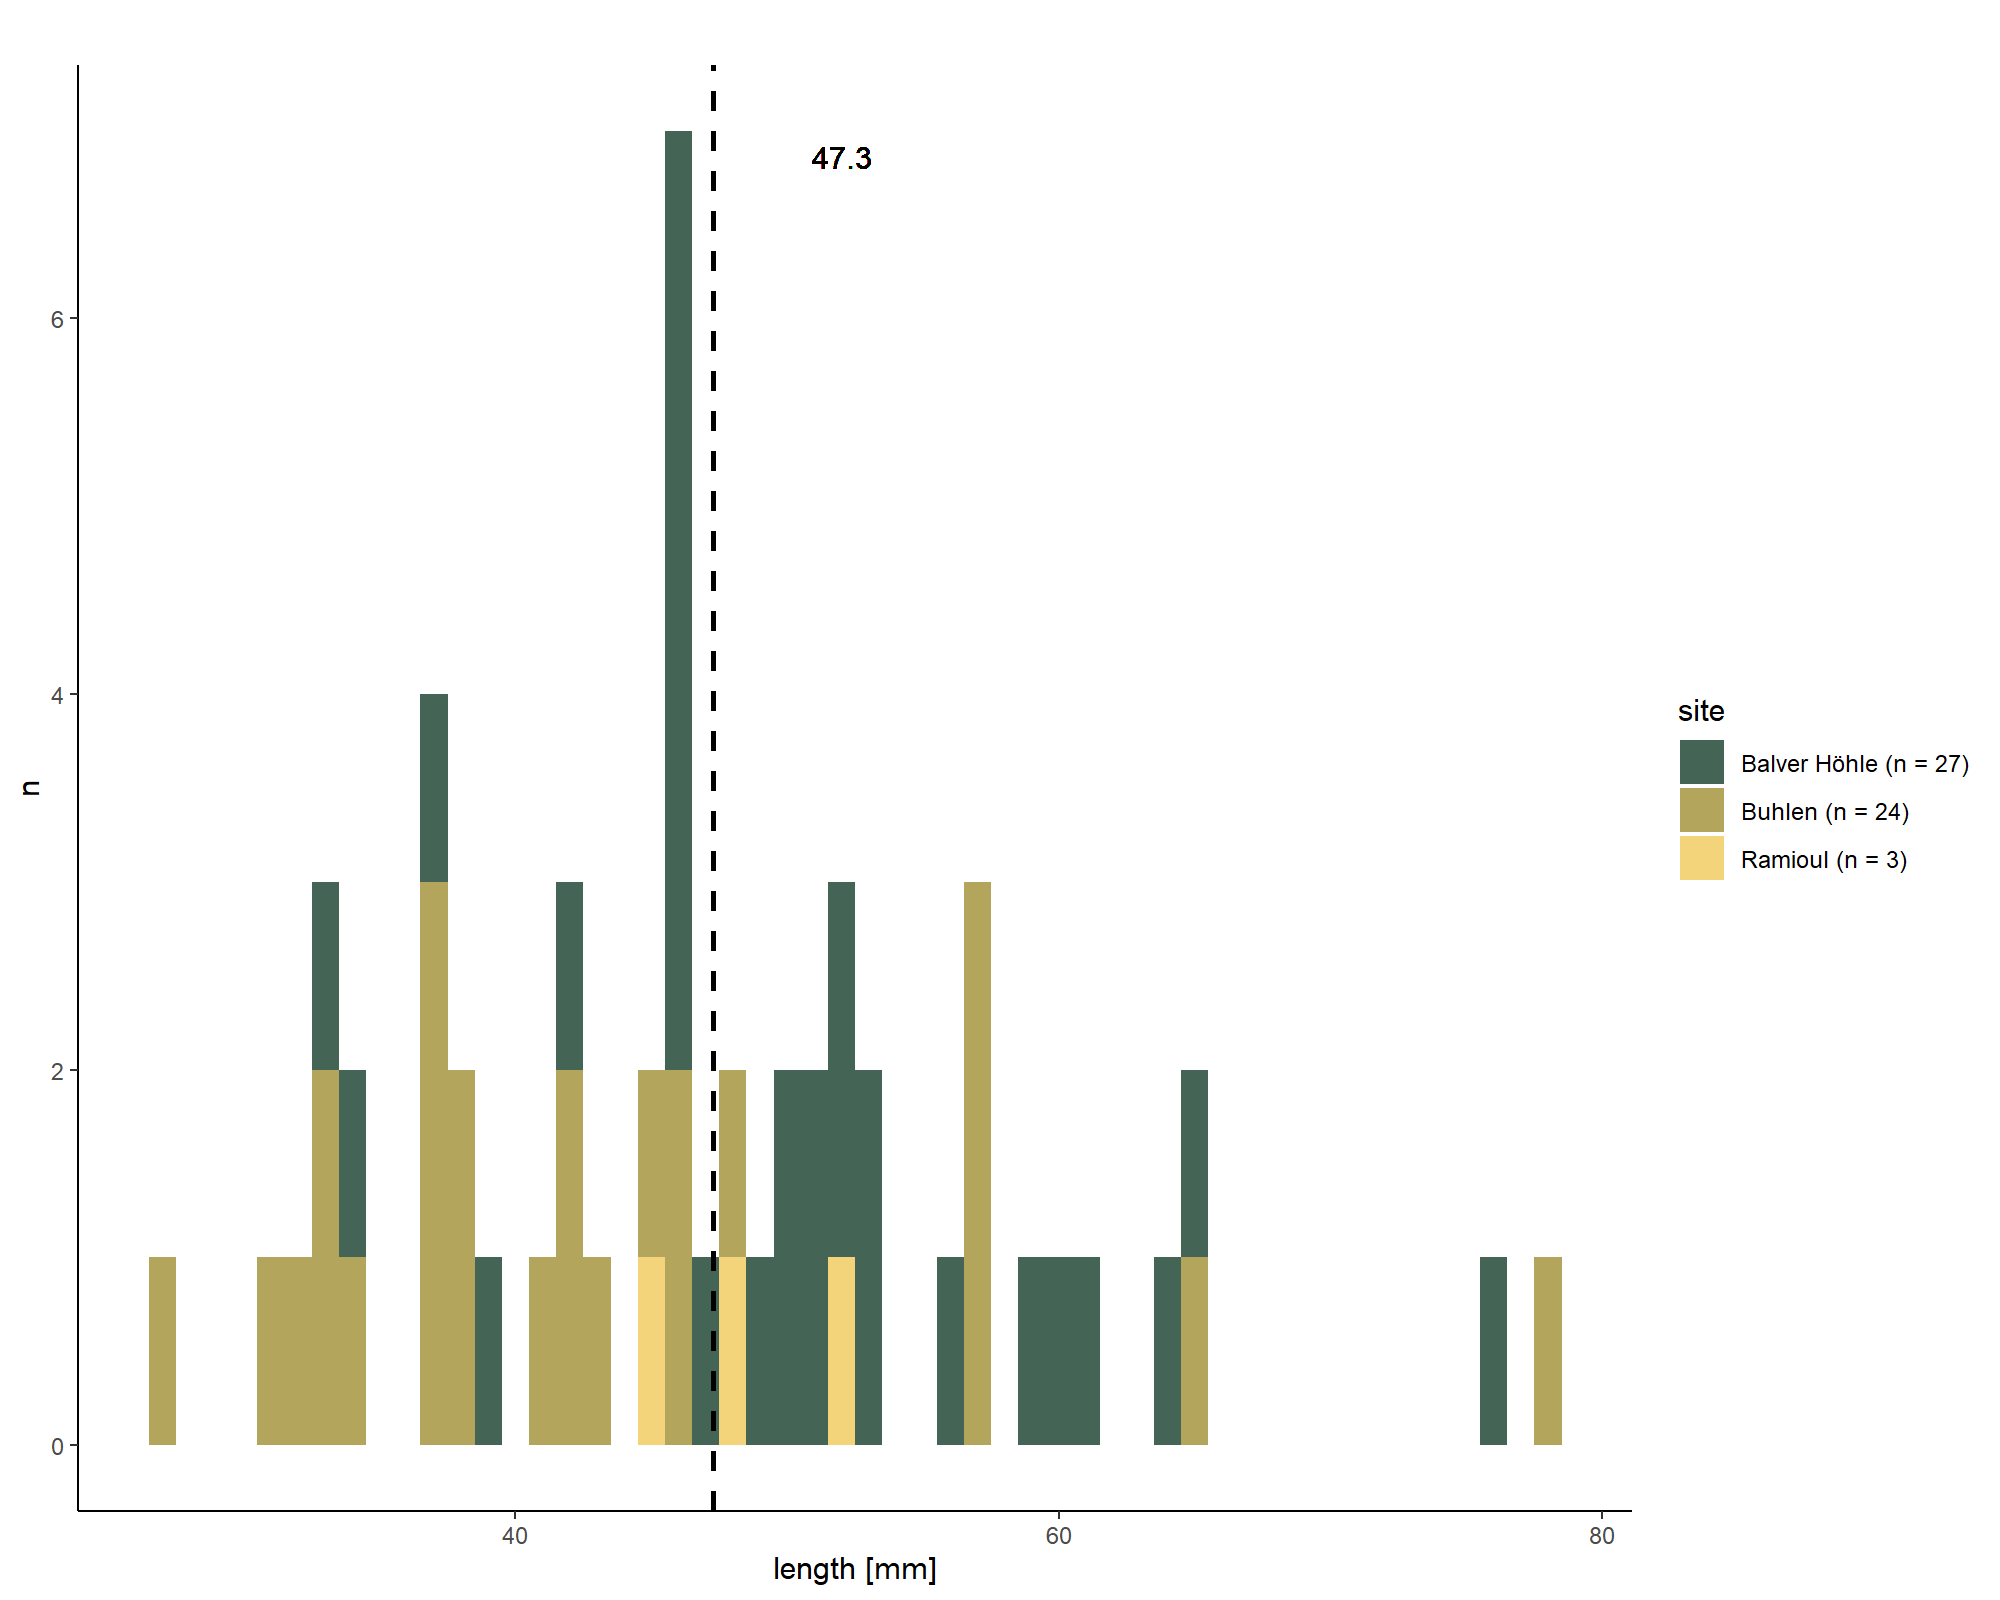 47.3
6
4
2
0
n
40 60 80
length [mm]
site
Balver Höhle (n = 27)
Buhlen (n = 24)
Ramioul (n = 3)